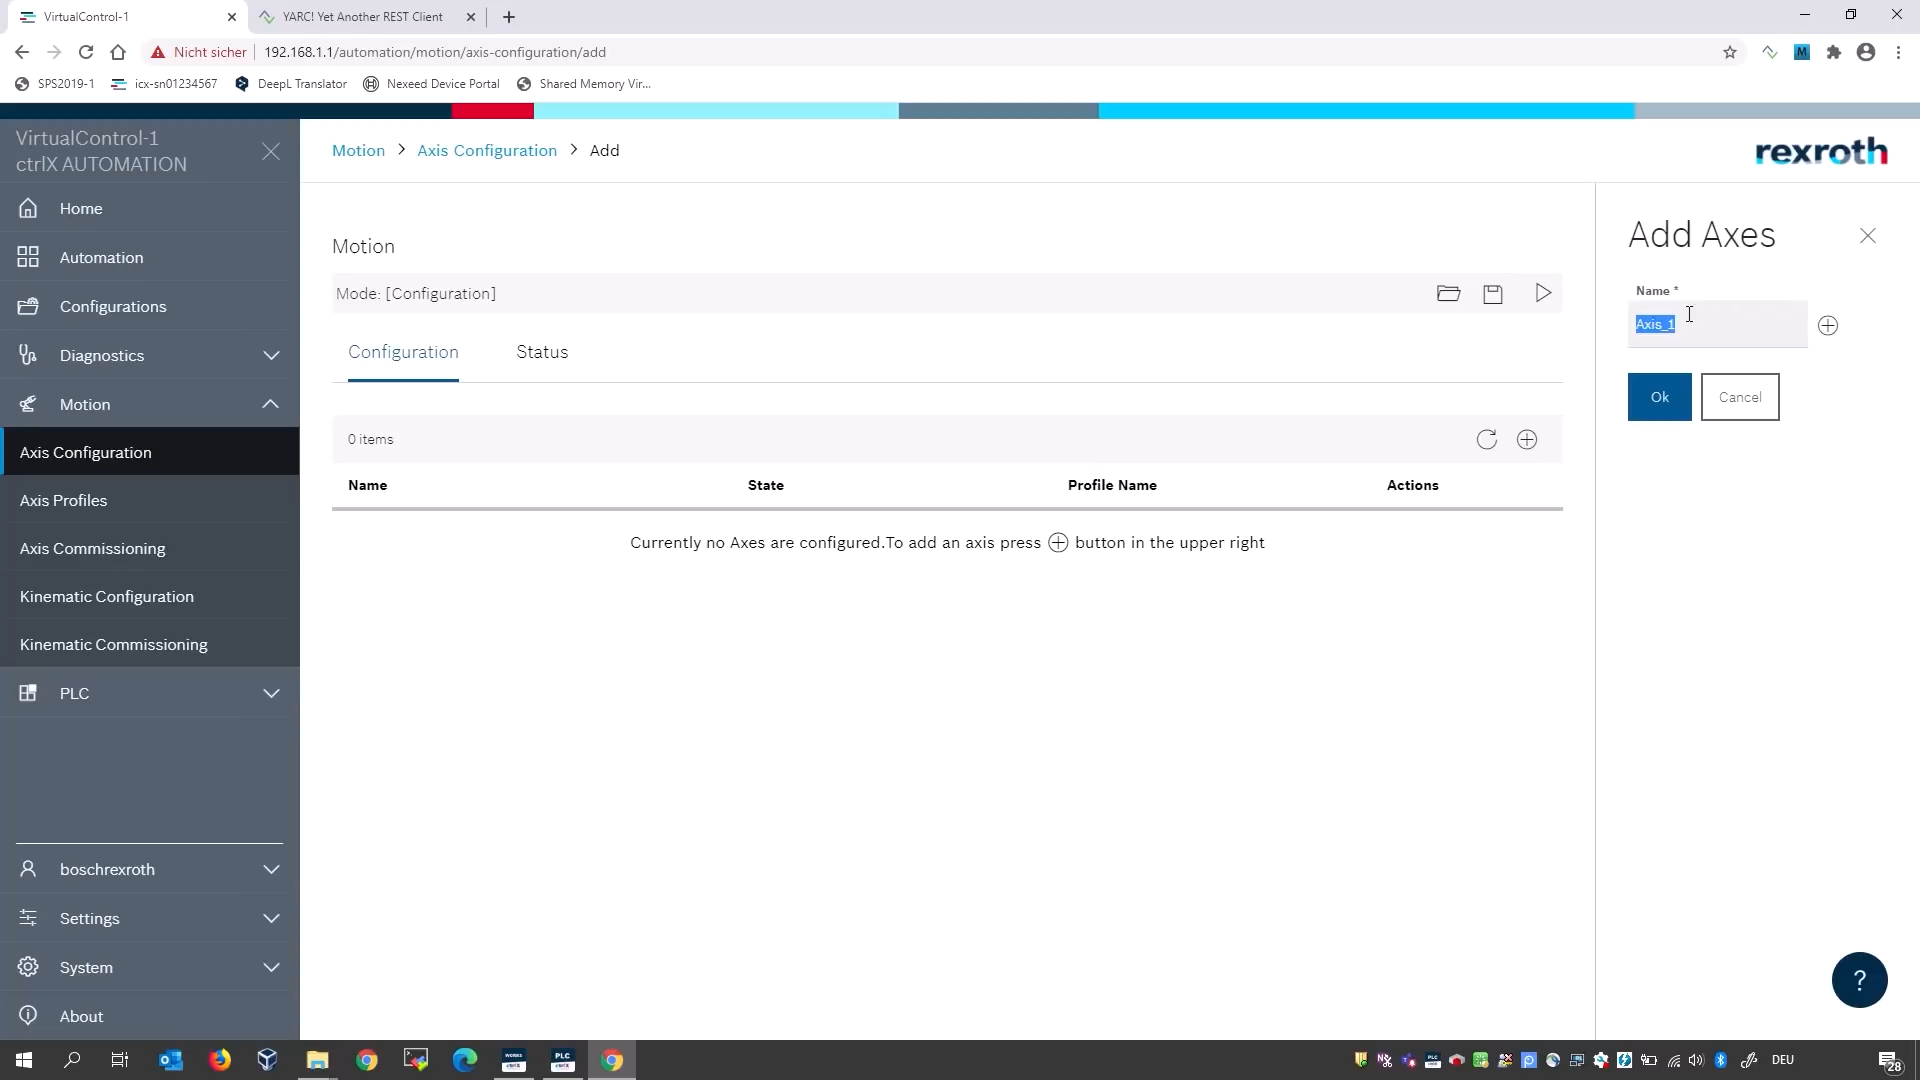 VirtualControl-1
YARC! Yet Another REST Client
Nicht sicher
192.168.1.1/automation/motion/axis-configuration/add
M
SPS2019-1
icx-sn01234567
DeepL Translator
Nexeed Device Portal
Shared Memory Vir...
VirtualControl-1
ctrlX AUTOMATION
Home
Automation
Configurations
Diagnostics
Motion
Axis Configuration
Axis Profiles
Axis Commissioning
Kinematic Configuration
Kinematic Commissioning
PLC
boschrexroth
Settings
System
About
Motion > Axis Configuration > Add
rexroth
Motion
Mode: [Configuration]
Configuration
Status
0 items
Name State Profile Name Actions
Currently no Axes are configured.To add an axis press button in the upper right
Add Axes
Name *
Axis_1
Ok
Cancel
?
WORKS
PLC
DEU
28